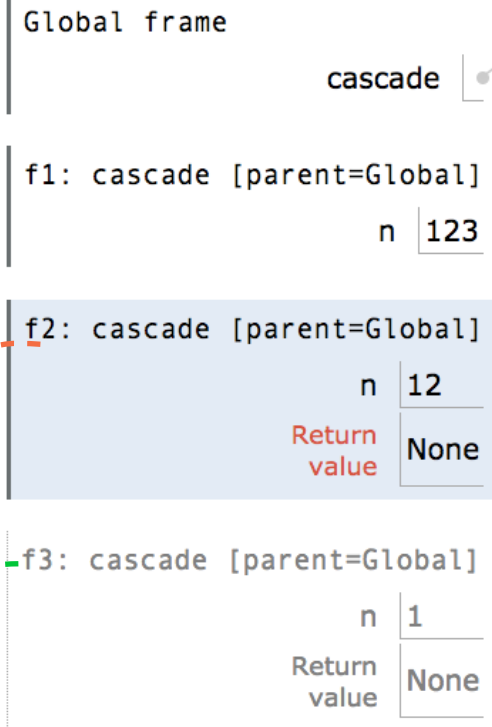 Global frame
cascade
f1: cascade [parent=Global]
n 123
f2: cascade [parent=Global]
n 12
Return
value None
f3: cascade [parent=Global]
n 1
Return
value None